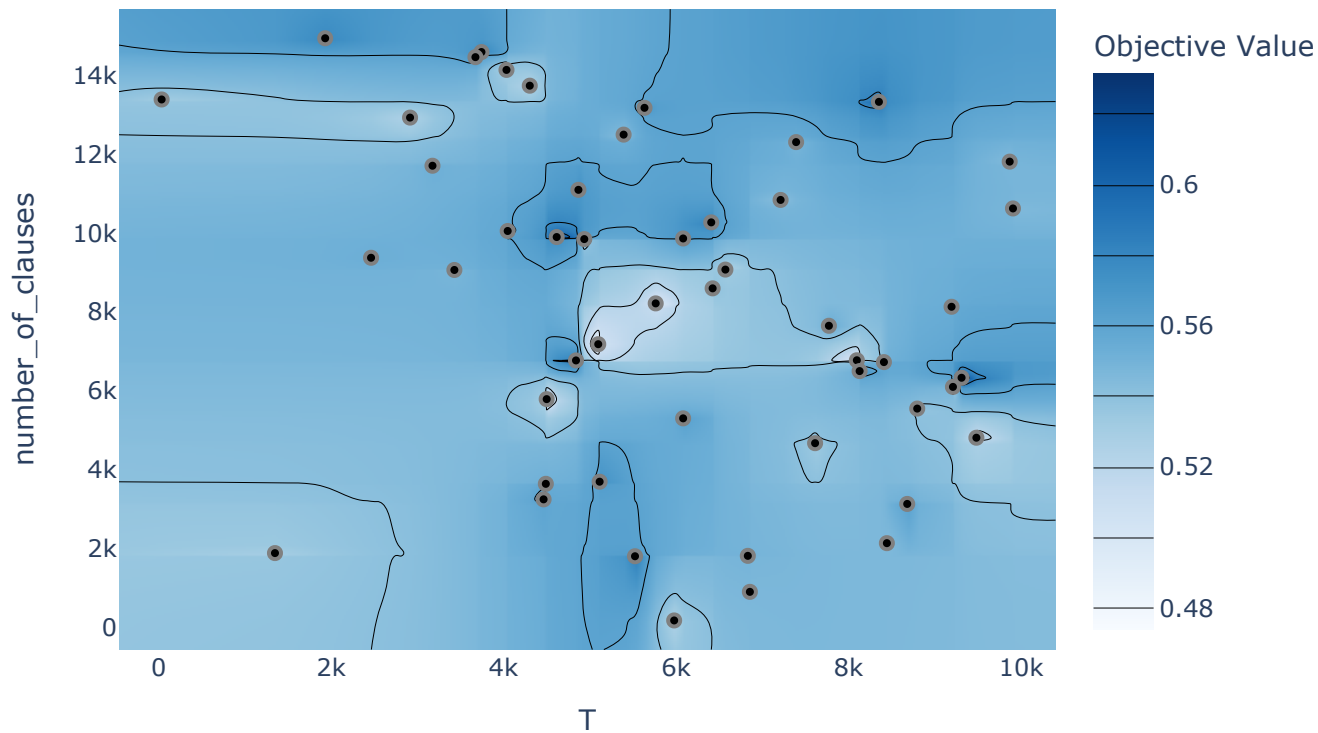 Objective Value
14k
12k
10k
8k
6k
4k
2k
0
number_of_clauses
0
2k
4k
6k
8k
10k
T
0.6
0.56
0.52
0.48